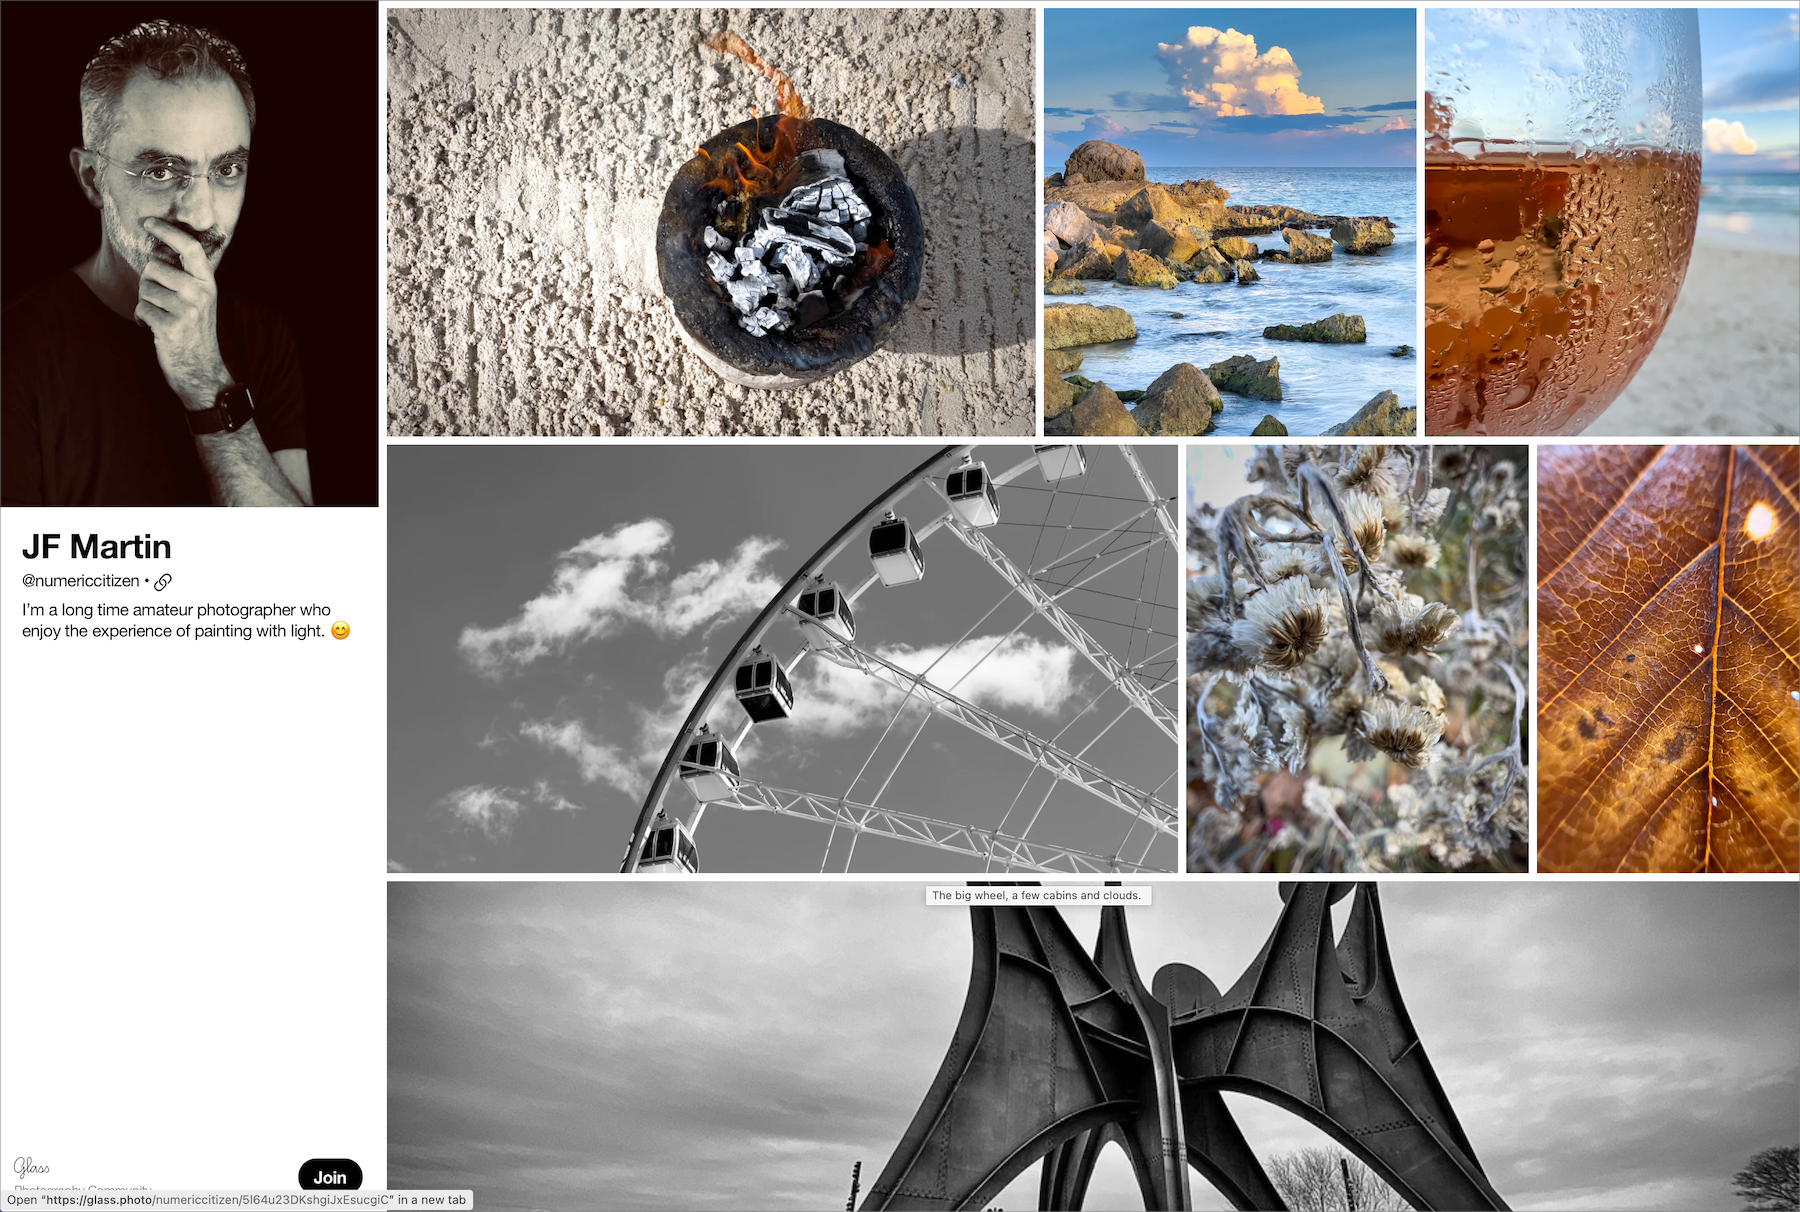 JF Martin
@numericcitizen •
I'm a long time amateur photographer who
enjoy the experience of painting with light. 😊
The big wheel, a few cabins and clouds.
Glass
Photography Community
Join
Open “https://glass.photo/numericcitizen/5I64u23DKshgiJxEsucgiC” in a new tab